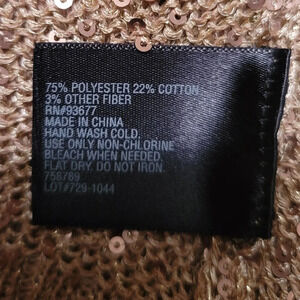 75% POLYESTER 22% COTTON
3% OTHER FIBER
RN#93677
MADE IN CHINA
HAND WASH COLD.
USE ONLY NON-CHLORINE
BLEACH WHEN NEEDED.
FLAT DRY. DO NOT IRON.
758789
LOT#729-1044